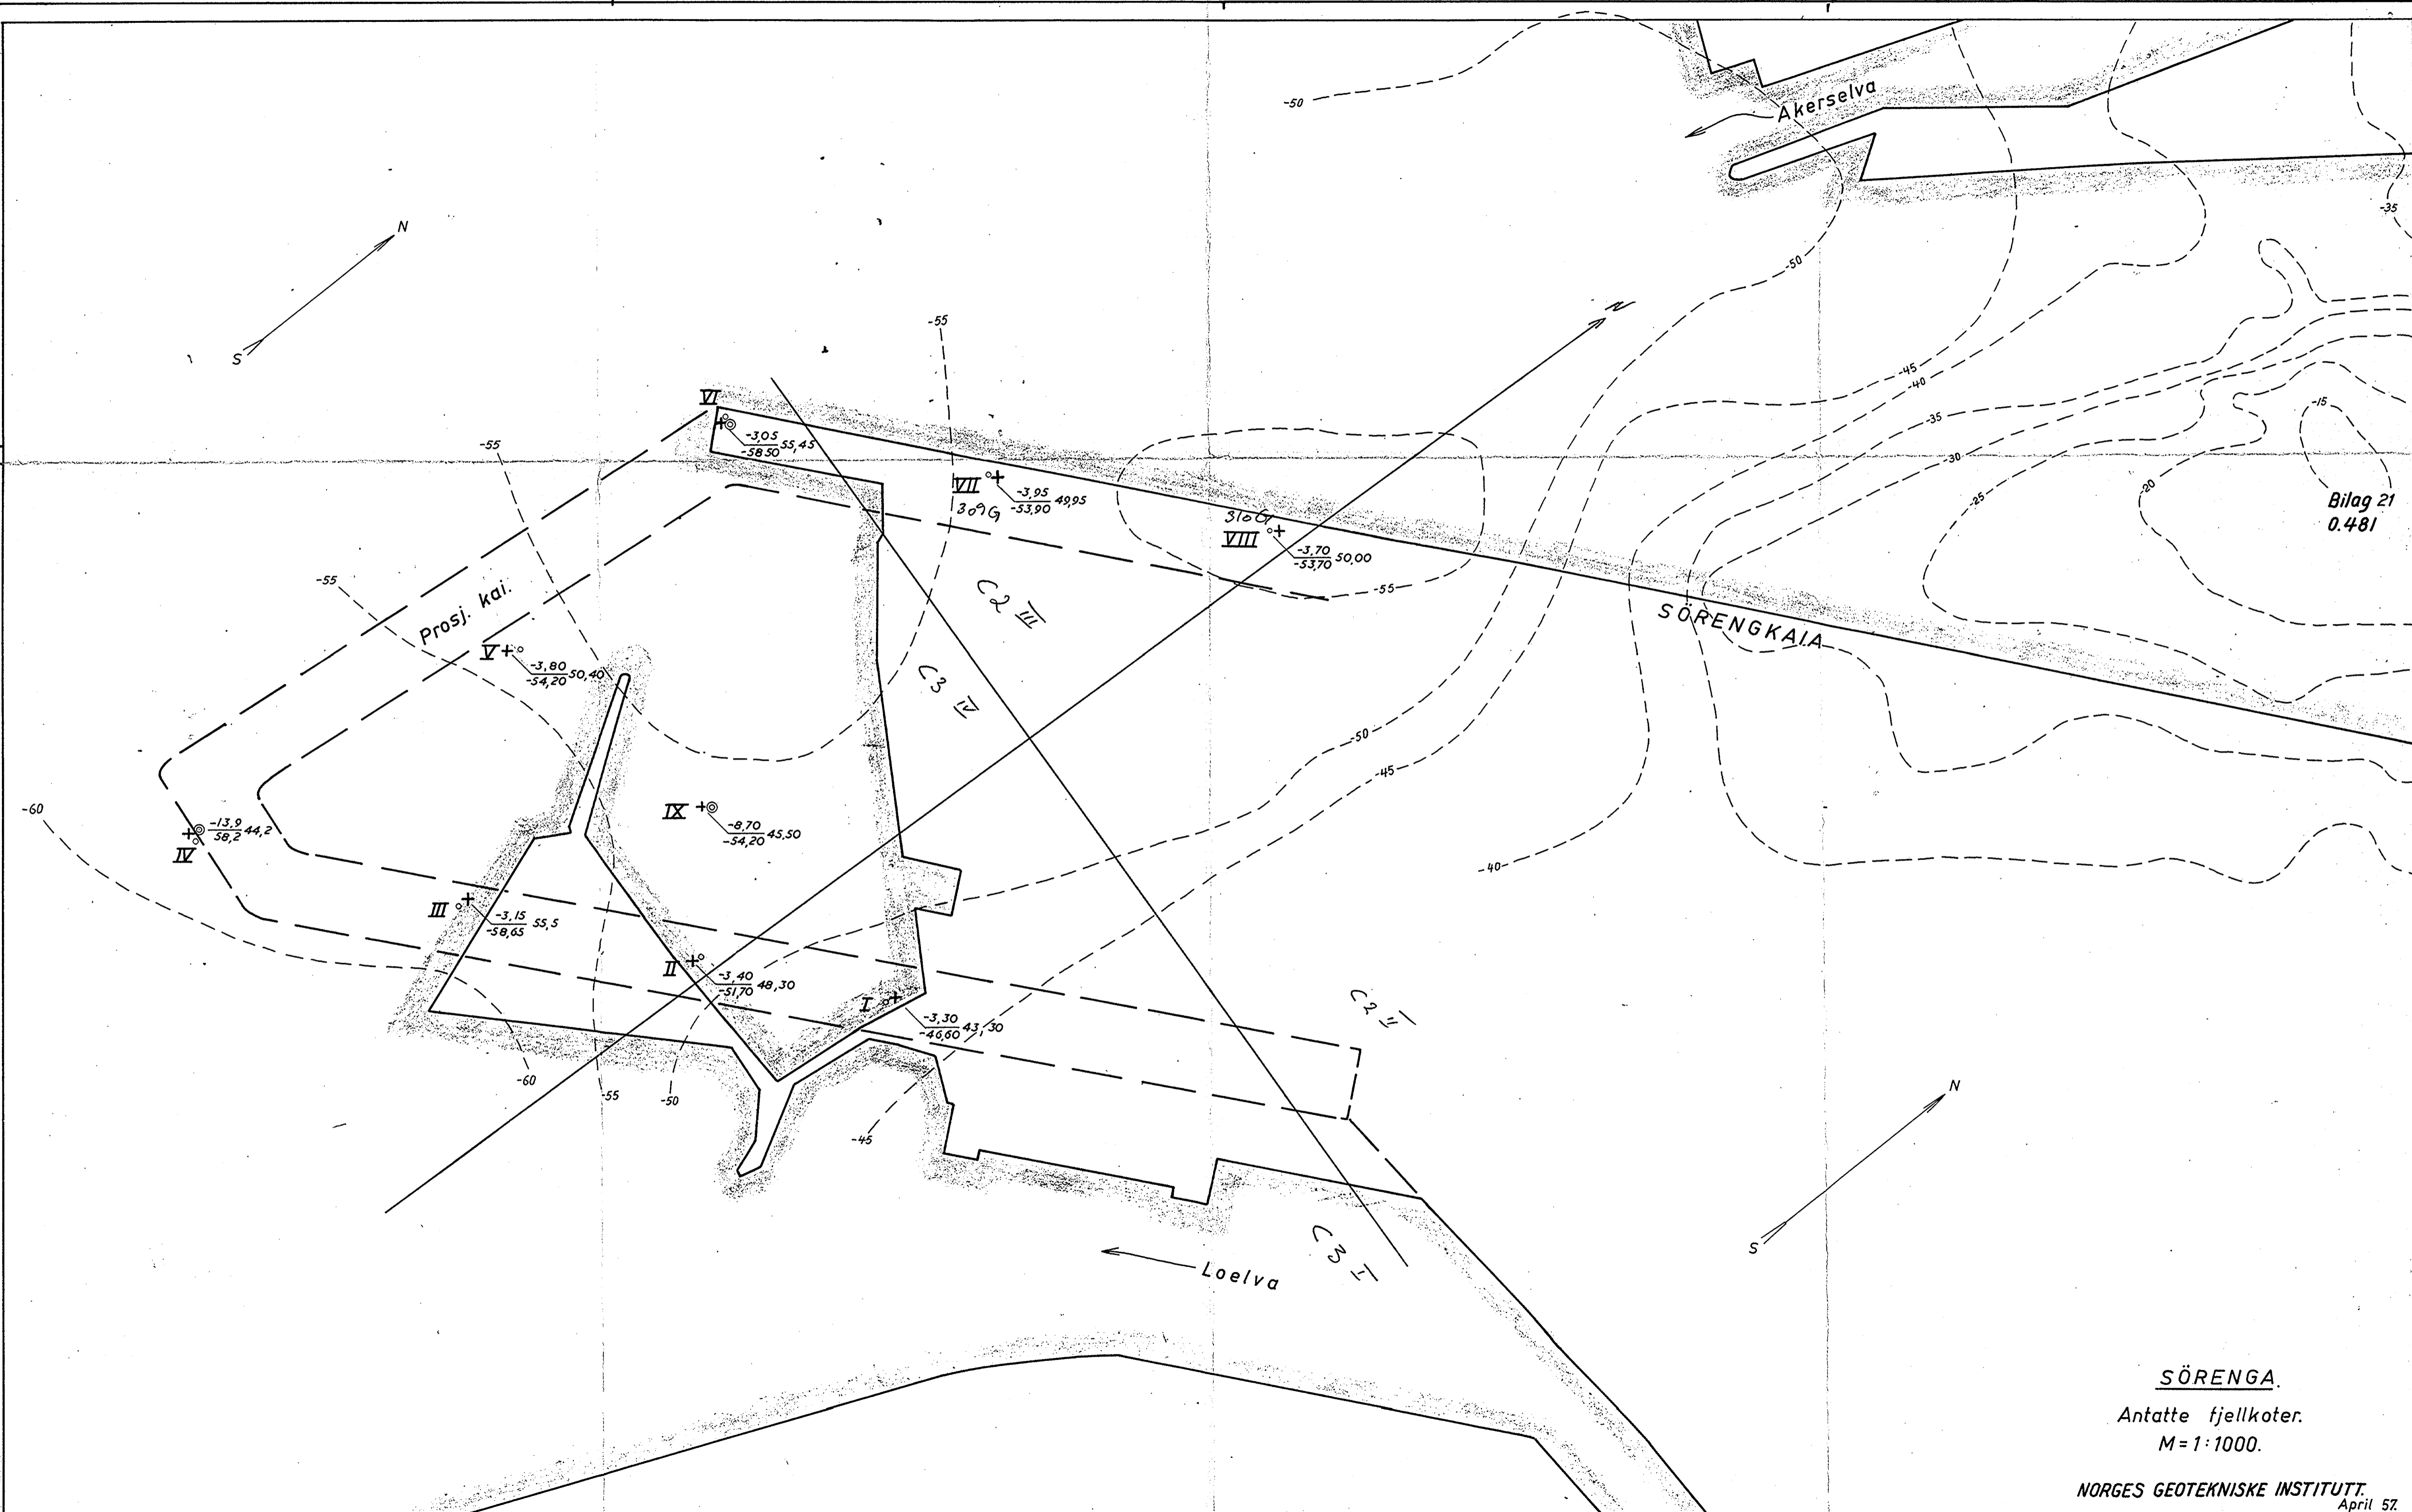 -50
Akerselva
N
S
-50
-35
N
-55
-45
-40
-35
-15
VI
-3,05
-58 50 55,45
-55
VII
309G
-3,95
-53,90 49,95
-30
-25
-20
Bilag 21
0.481
310G
VIII
-3,70
-53,70 50,00
-55
-55
C2 III
SÖRENGKAIA
Prosj. kai.
V
-3,80
-54,20 50,40
C3 IV
-50
-45
-60
IX
-8,70
-54,20 45,50
-13,9
58,2 44,2
IV
-40
III
-3,15
-58,65 55,5
II
-3,40
-51,70 48,30
I
-3,30
-46,60 43,30
C2 II
-60
-55
-50
-45
N
S
C3 I
Loelva
SÖRENGA.
Antatte fjellkoter.
M = 1:1000.
NORGES GEOTEKNISKE INSTITUTT.
April 57.